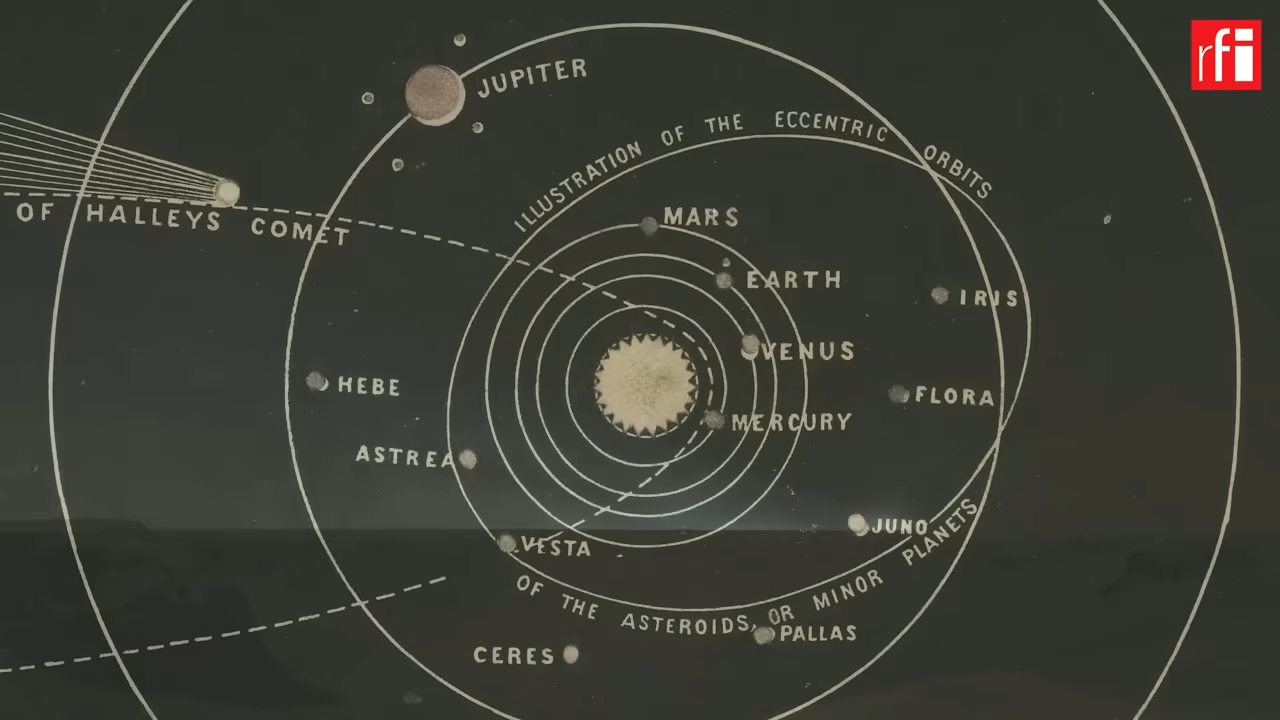 rfi
JUPITER
ILLUSTRATION OF THE ECCENTRIC ORBITS
OF HALLEYS COMET
MARS
EARTH
IRIS
VENUS
HEBE
FLORA
MERCURY
ASTREA
JUNO
VESTA
OF THE ASTEROIDS, OR MINOR PLANETS
PALLAS
CERES